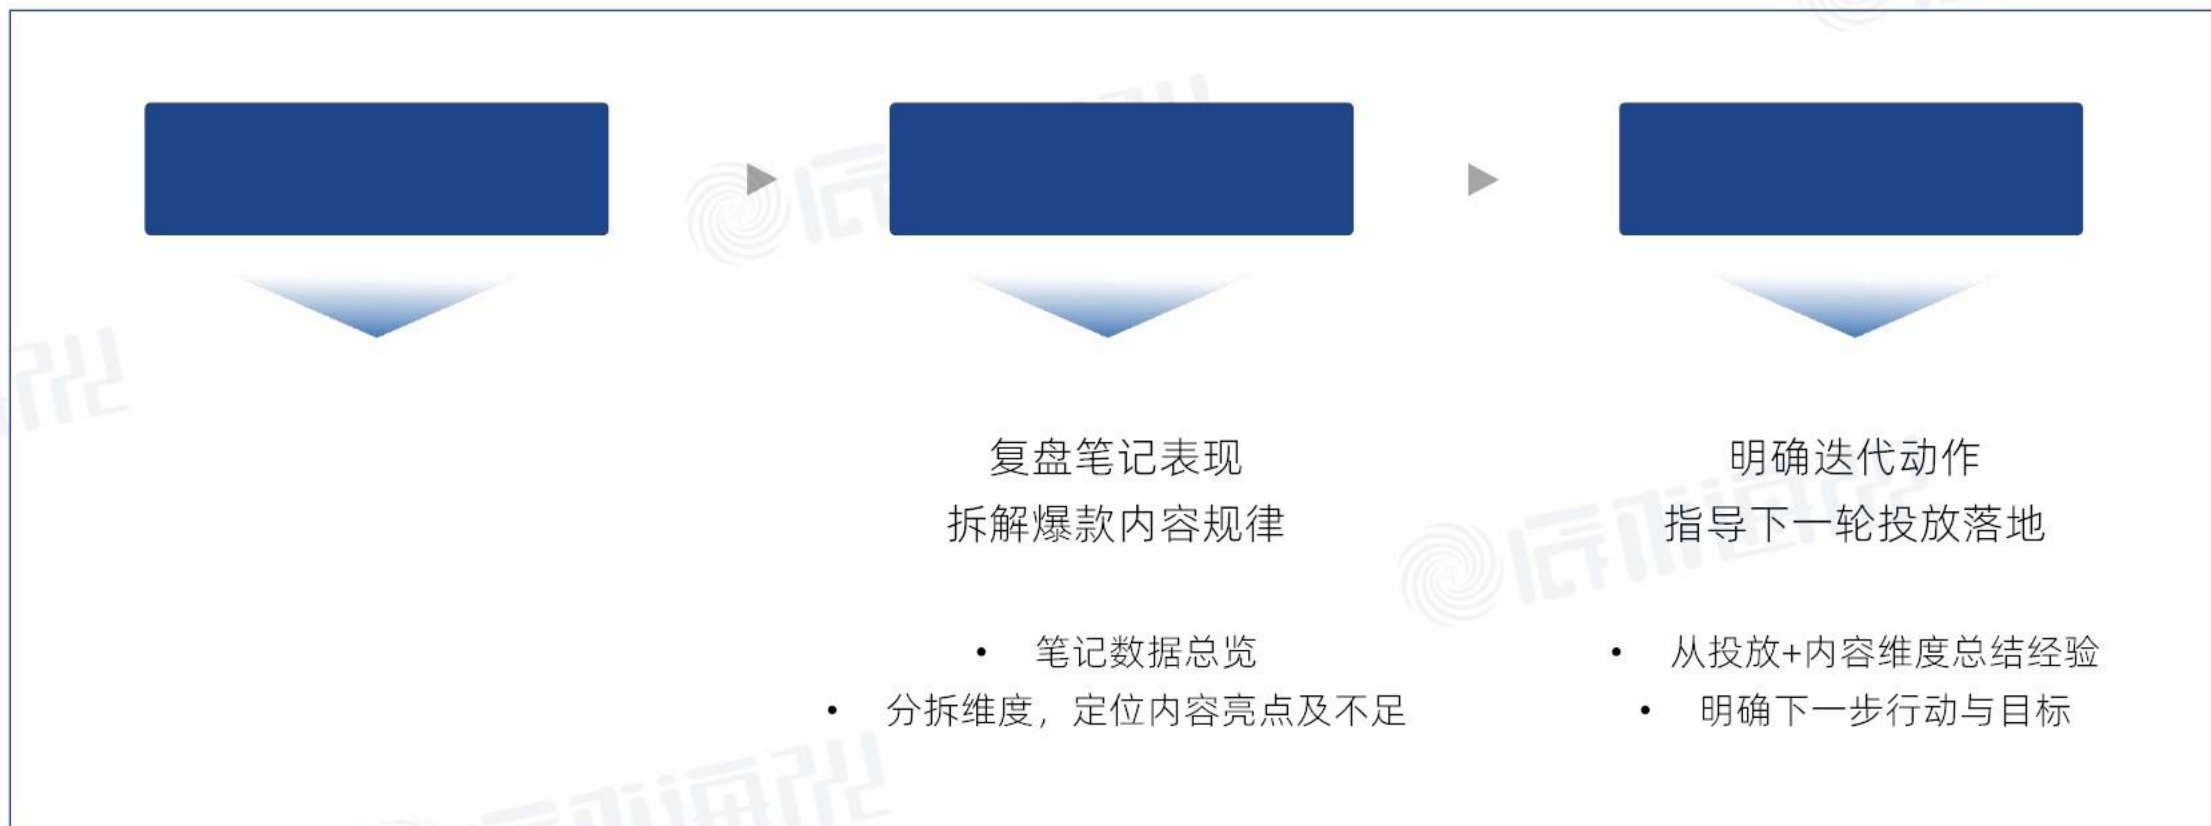 复盘笔记表现
拆解爆款内容规律
• 笔记数据总览
• 分拆维度，定位内容亮点及不足
明确迭代动作
指导下一轮投放落地
• 从投放+内容维度总结经验
• 明确下一步行动与目标